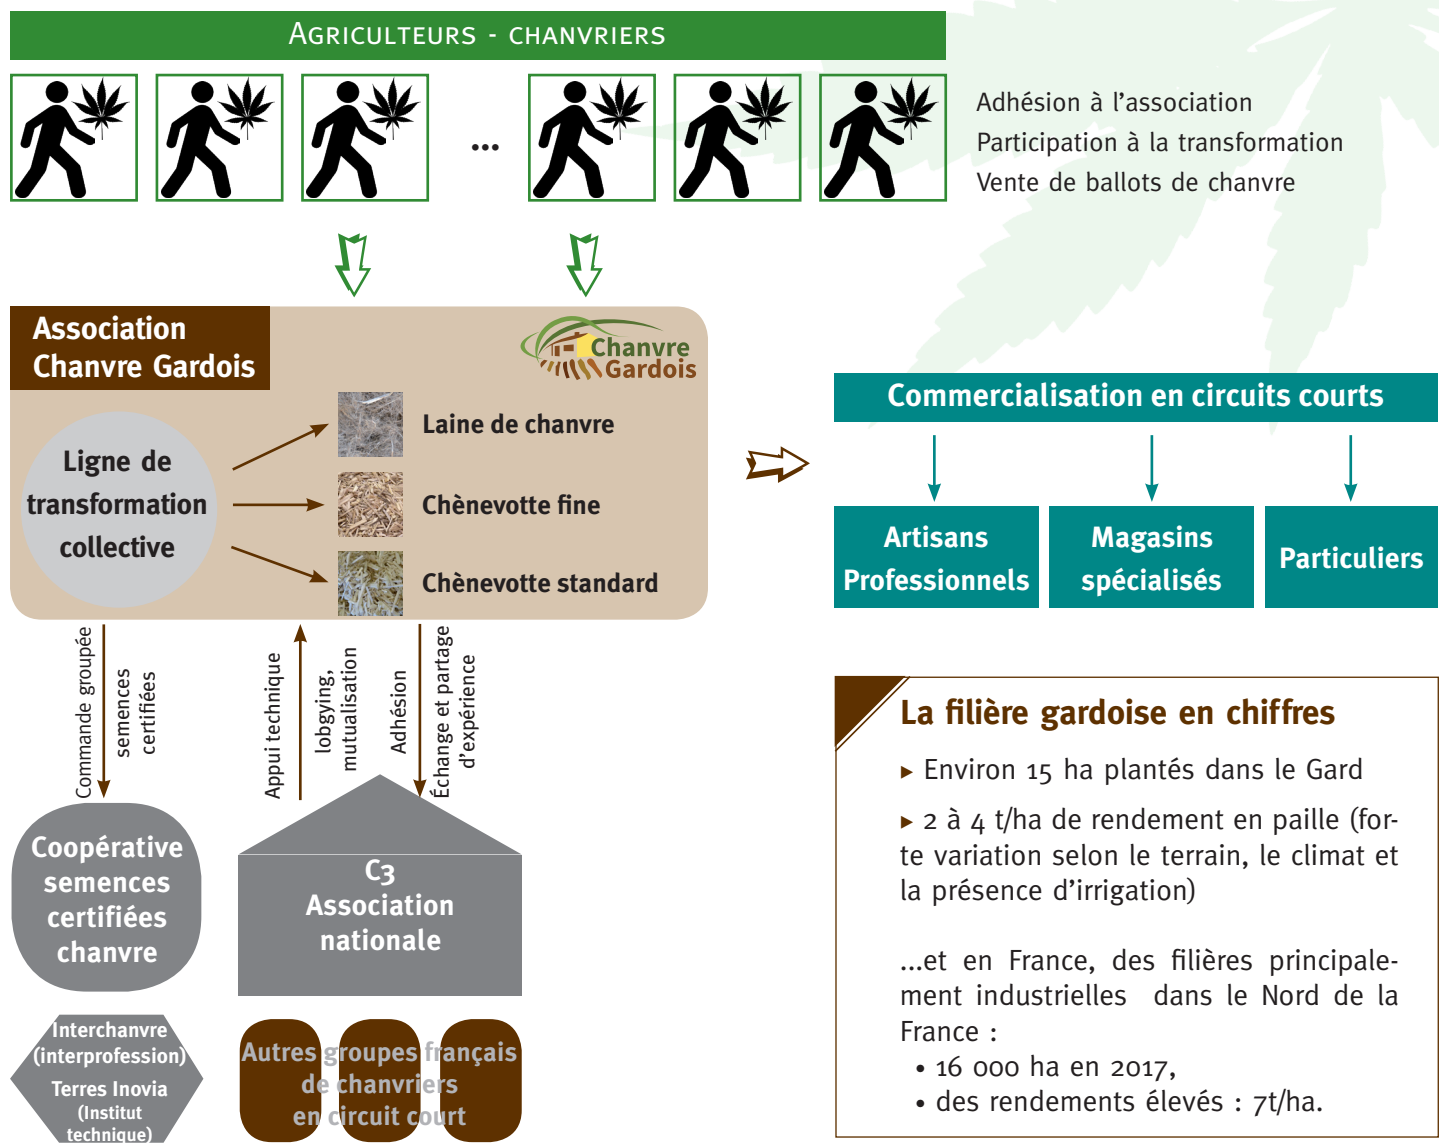 AGRICULTEURS - CHANVRIERS
...
Adhésion à l'association
Participation à la transformation
Vente de ballots de chanvre
Association
Chanvre Gardois
Chanvre
Gardois
Ligne de
transformation
collective
Laine de chanvre
Chènevotte fine
Chènevotte standard
Commercialisation en circuits courts
Artisans
Professionnels
Magasins
spécialisés
Particuliers
Commande groupée
semences
certifiées
Appui technique
lobgying,
mutualisation
Adhésion
Échange et partage
d'expérience
Coopérative
semences
certifiées
chanvre
C3
Association
nationale
Interchanvre
(interprofession)
Terres Inovia
(Institut
technique)
Autres groupes français
de chanvriers
en circuit court
La filière gardoise en chiffres
▸ Environ 15 ha plantés dans le Gard
▸ 2 à 4 t/ha de rendement en paille (for-
te variation selon le terrain, le climat et
la présence d'irrigation)
...et en France, des filières principale-
ment industrielles dans le Nord de la
France :
• 16 000 ha en 2017,
• des rendements élevés : 7t/ha.